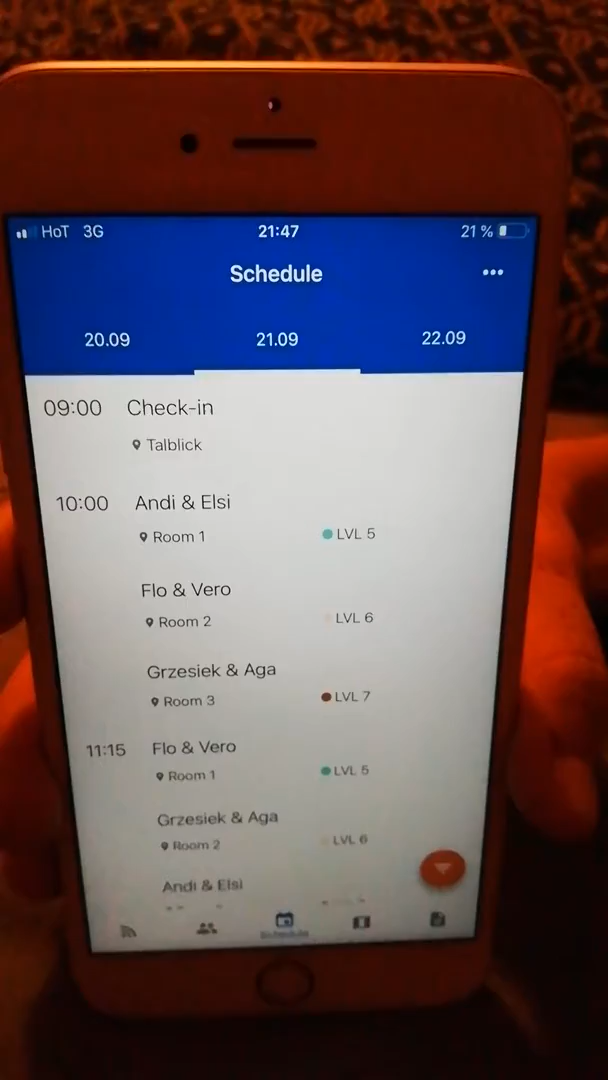 HoT 3G 21:47 21 %
Schedule
20.09 21.09 22.09
09:00 Check-in
Talblick
10:00 Andi & Elsi
Room 1 LVL 5
Flo & Vero
Room 2 LVL 6
Grzesiek & Aga
Room 3 LVL 7
11:15 Flo & Vero
Room 1 LVL 5
Grzesiek & Aga
Room 2 LVL 6
Andi & Elsi
Schedule